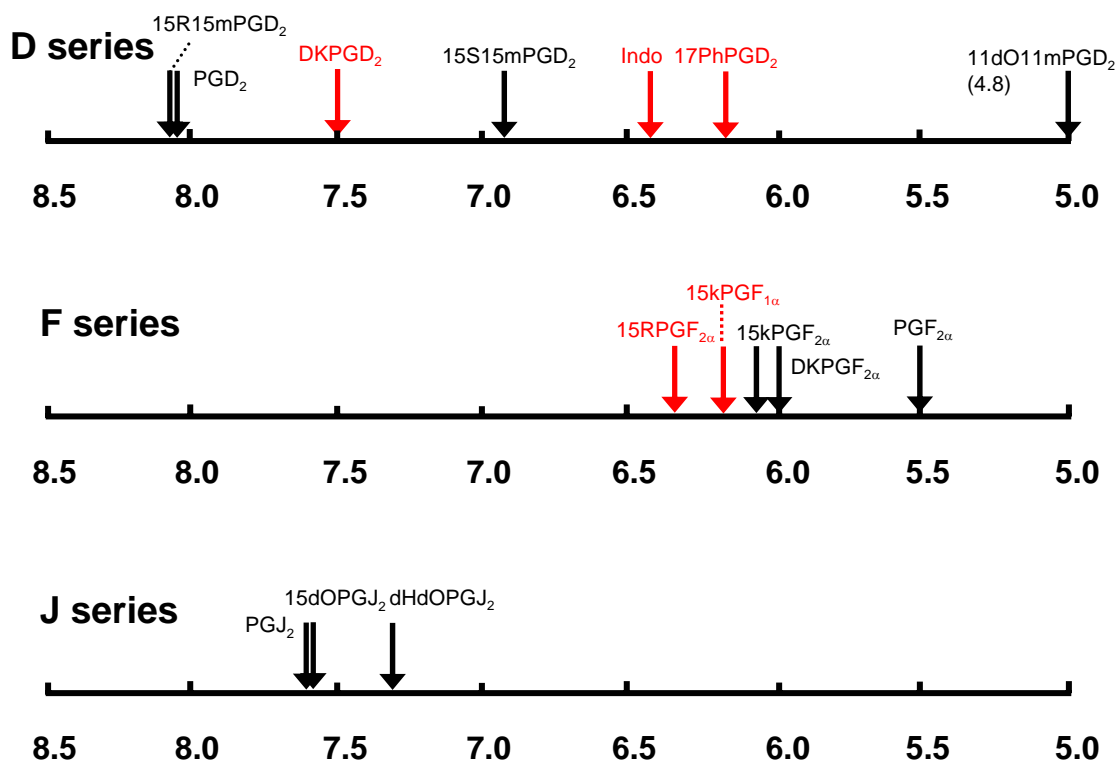 15R15mPGD₂
D series
DKPGD₂ 15S15mPGD₂ Indo 17PhPGD₂ 11dO11mPGD₂
PGD₂ (4.8)
8.5 8.0 7.5 7.0 6.5 6.0 5.5 5.0
15kPGF₁α
F series
15RPGF₂α 15kPGF₂α PGF₂α
DKPGF₂α
8.5 8.0 7.5 7.0 6.5 6.0 5.5 5.0
J series
15dOPGJ₂ dHdOPGJ₂
PGJ₂
8.5 8.0 7.5 7.0 6.5 6.0 5.5 5.0